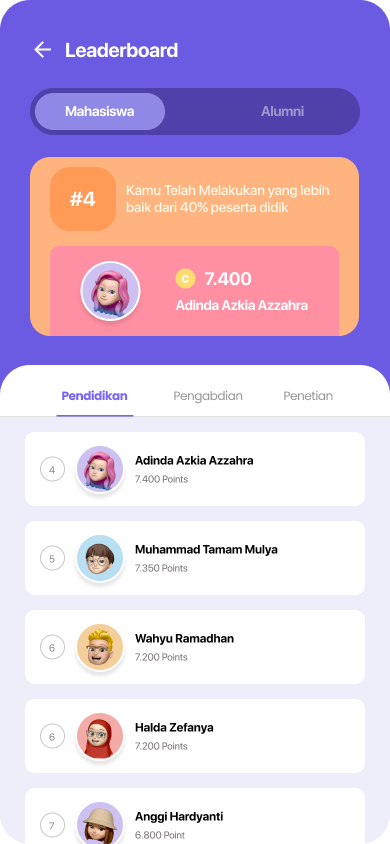 Leaderboard
Mahasiswa
Alumni
#4
Kamu Telah Melakukan yang lebih
baik dari 40% peserta didik
C 7.400
Adinda Azkia Azzahra
Pendidikan
Pengabdian
Penetian
4
Adinda Azkia Azzahra
7.400 Points
5
Muhammad Tamam Mulya
7.350 Points
6
Wahyu Ramadhan
7.200 Points
6
Halda Zefanya
7.200 Points
7
Anggi Hardyanti
6.800 Point